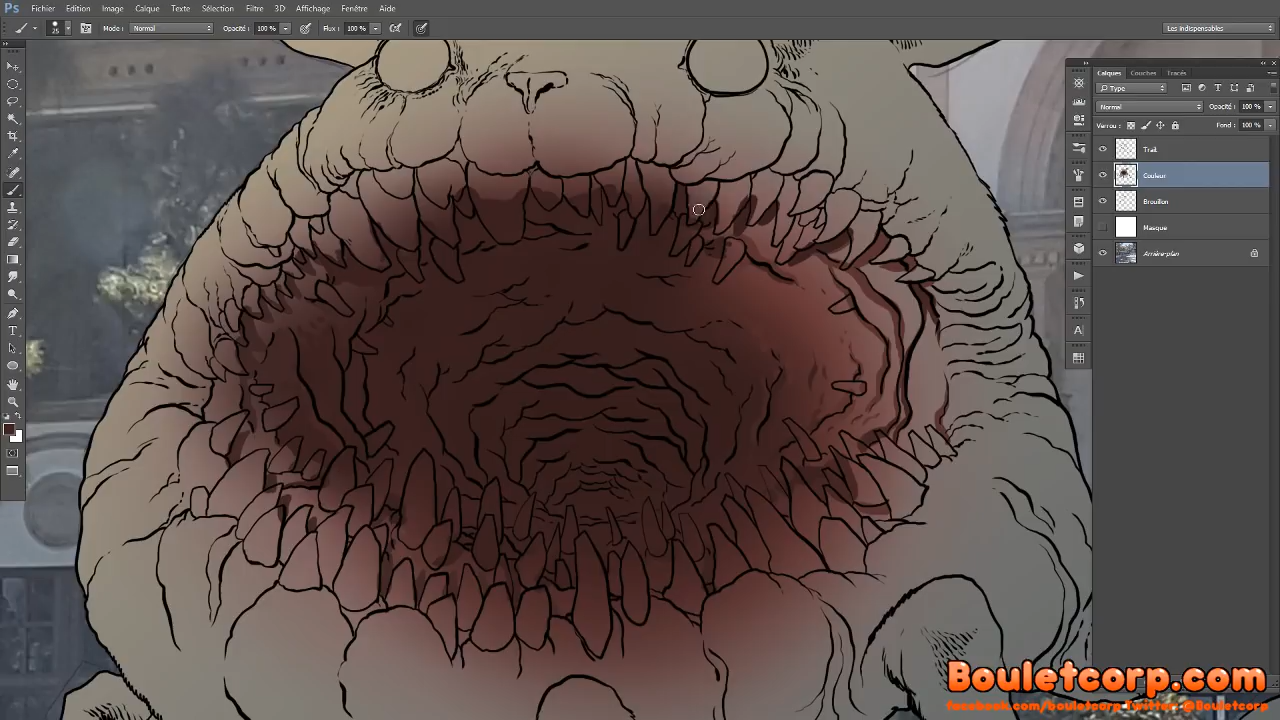 Ps Fichier Edition Image Calque Texte Sélection Filtre 3D Affichage Fenêtre Aide
25 Mode : Normal Opacité : 100 % Flux : 100 % Les indispensables
Calques Couches Tracés
Type T
Normal Opacité : 100 %
Verrou : Fond : 100 %
Trait
Couleur
Brouillon
Masque
Arrière-plan
A
T
Bouletcorp.com
facebook.com/bouletcorp Twitter: @Bouletcorp